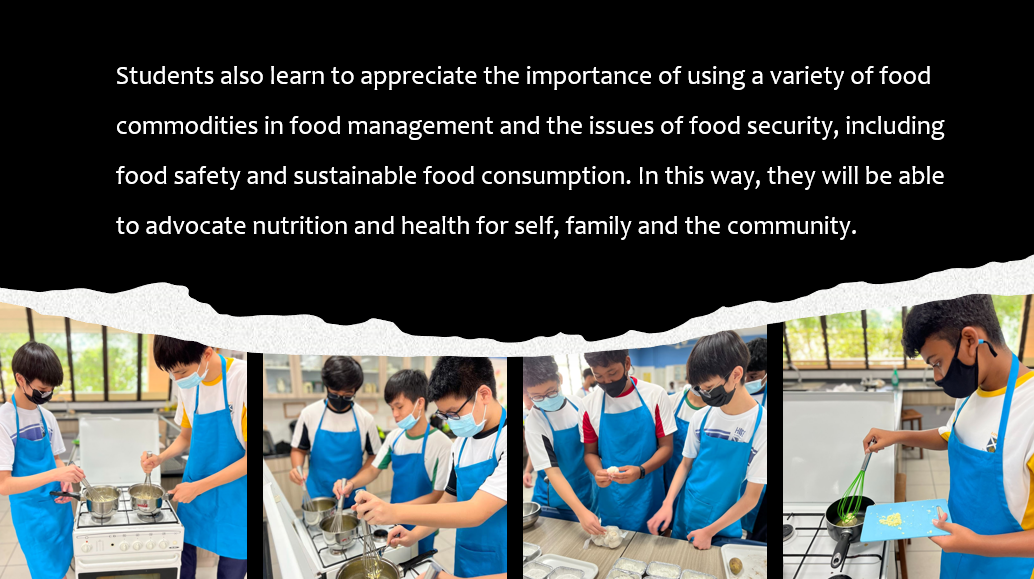 Students also learn to appreciate the importance of using a variety of food
commodities in food management and the issues of food security, including
food safety and sustainable food consumption. In this way, they will be able
to advocate nutrition and health for self, family and the community.